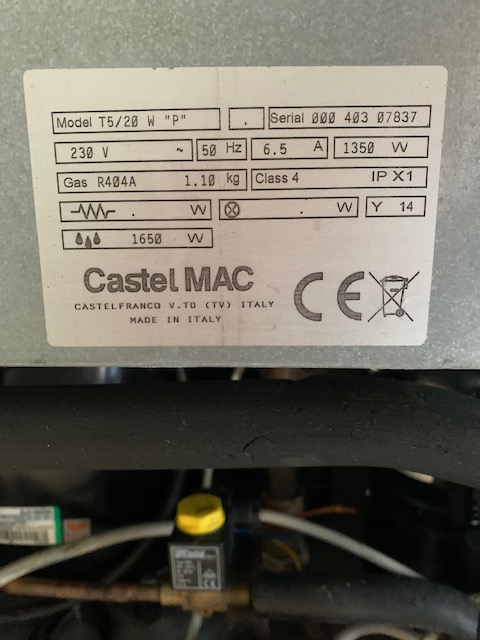 Model T5/20 W "P" . Serial 000 403 07837
230 V ~ 50 Hz 6.5 A 1350 W
Gas R404A 1.10 kg Class 4 IP X1
. W . W Y 14
1650 W
Castel MAC
CASTELFRANCO V.TO (TV) ITALY
MADE IN ITALY
CE